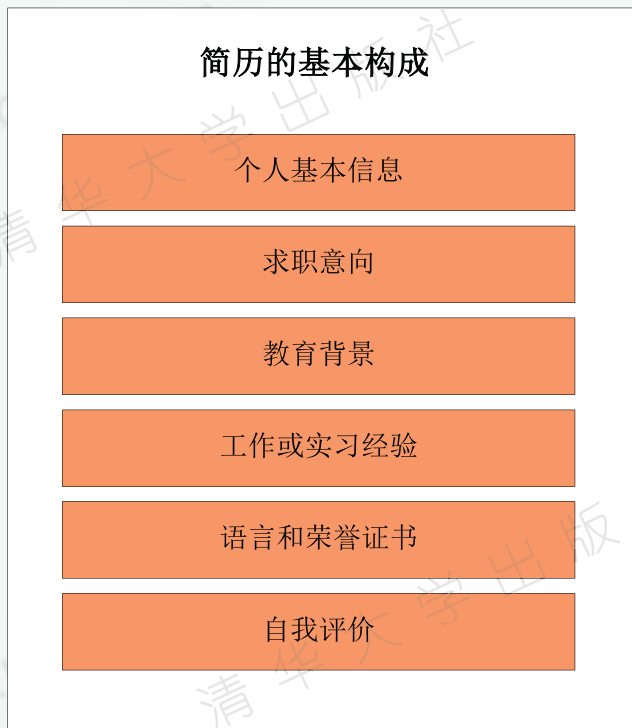 简历的基本构成
个人基本信息
求职意向
教育背景
工作或实习经验
语言和荣誉证书
自我评价
清华大学出版社
清华大学出版